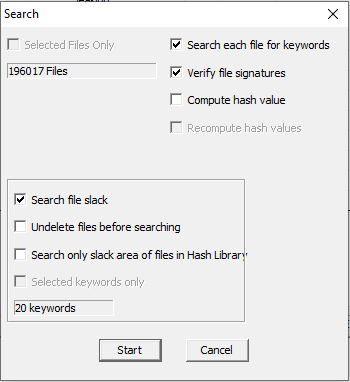 Search
Selected Files Only
196017 Files
Search each file for keywords
Verify file signatures
Compute hash value
Recompute hash values
Search file slack
Undelete files before searching
Search only slack area of files in Hash Library
Selected keywords only
20 keywords
Start
Cancel